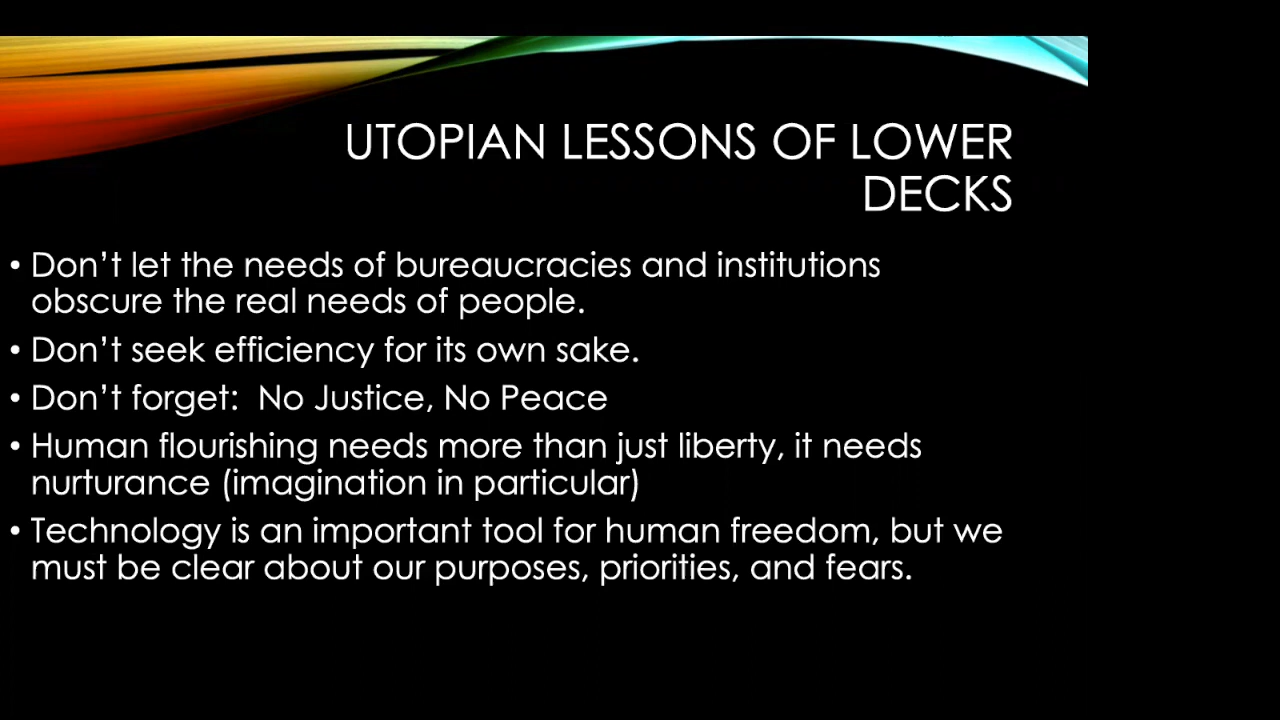 UTOPIAN LESSONS OF LOWER
DECKS
• Don’t let the needs of bureaucracies and institutions
obscure the real needs of people.
• Don’t seek efficiency for its own sake.
• Don’t forget:  No Justice, No Peace
• Human flourishing needs more than just liberty, it needs
nurturance (imagination in particular)
• Technology is an important tool for human freedom, but we
must be clear about our purposes, priorities, and fears.